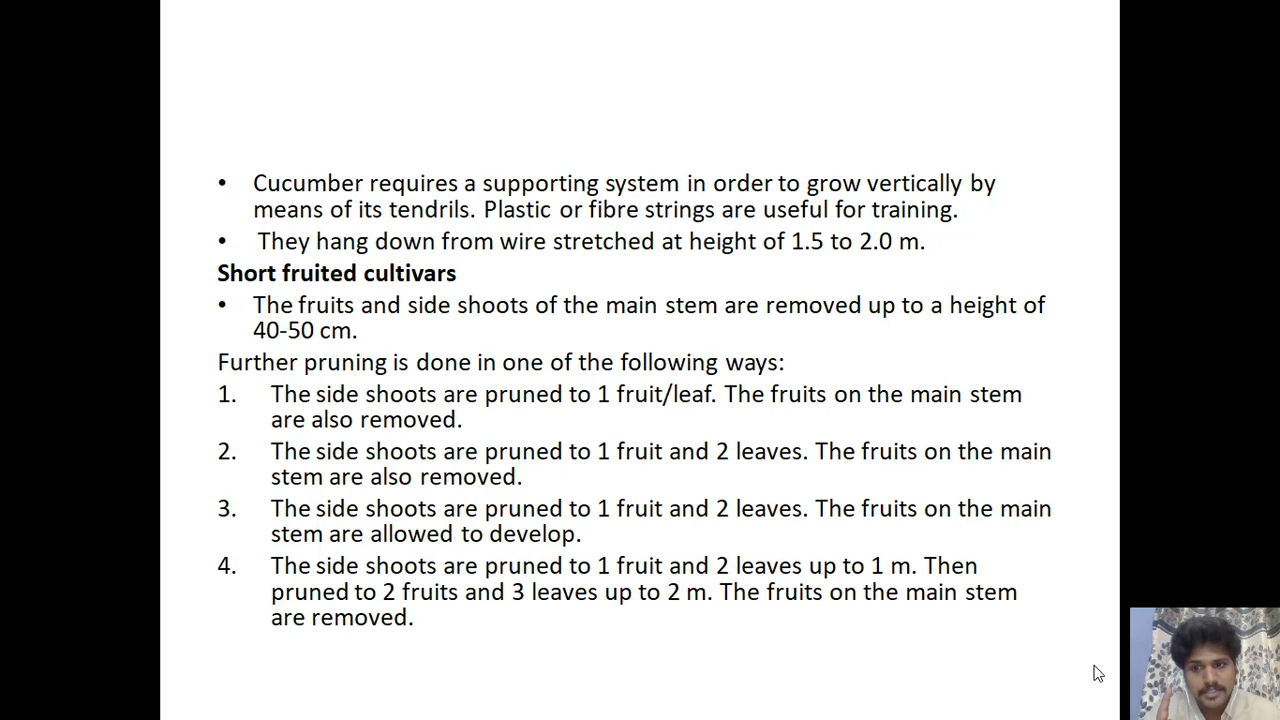 • Cucumber requires a supporting system in order to grow vertically by
means of its tendrils. Plastic or fibre strings are useful for training.
• They hang down from wire stretched at height of 1.5 to 2.0 m.
Short fruited cultivars
• The fruits and side shoots of the main stem are removed up to a height of
40-50 cm.
Further pruning is done in one of the following ways:
1. The side shoots are pruned to 1 fruit/leaf. The fruits on the main stem
are also removed.
2. The side shoots are pruned to 1 fruit and 2 leaves. The fruits on the main
stem are also removed.
3. The side shoots are pruned to 1 fruit and 2 leaves. The fruits on the main
stem are allowed to develop.
4. The side shoots are pruned to 1 fruit and 2 leaves up to 1 m. Then
pruned to 2 fruits and 3 leaves up to 2 m. The fruits on the main stem
are removed.